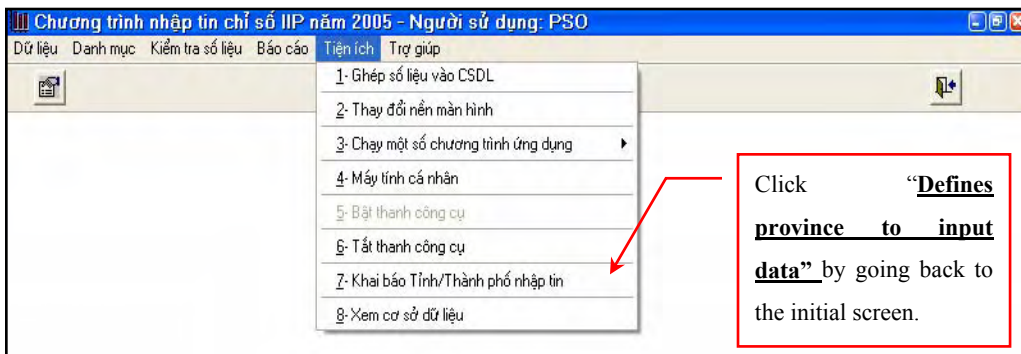 Chương trình nhập tin chỉ số IIP năm 2005 - Người sử dụng: PSO
Dữ liệu Danh mục Kiểm tra số liệu Báo cáo Tiện ích Trợ giúp
1- Ghép số liệu vào CSDL
2- Thay đổi nền màn hình
3- Chạy một số chương trình ứng dụng
4- Máy tính cá nhân
5- Bật thanh công cụ
6- Tắt thanh công cụ
7- Khai báo Tỉnh/Thành phố nhập tin
8- Xem cơ sở dữ liệu
Click “Defines
province to input
data” by going back to
the initial screen.